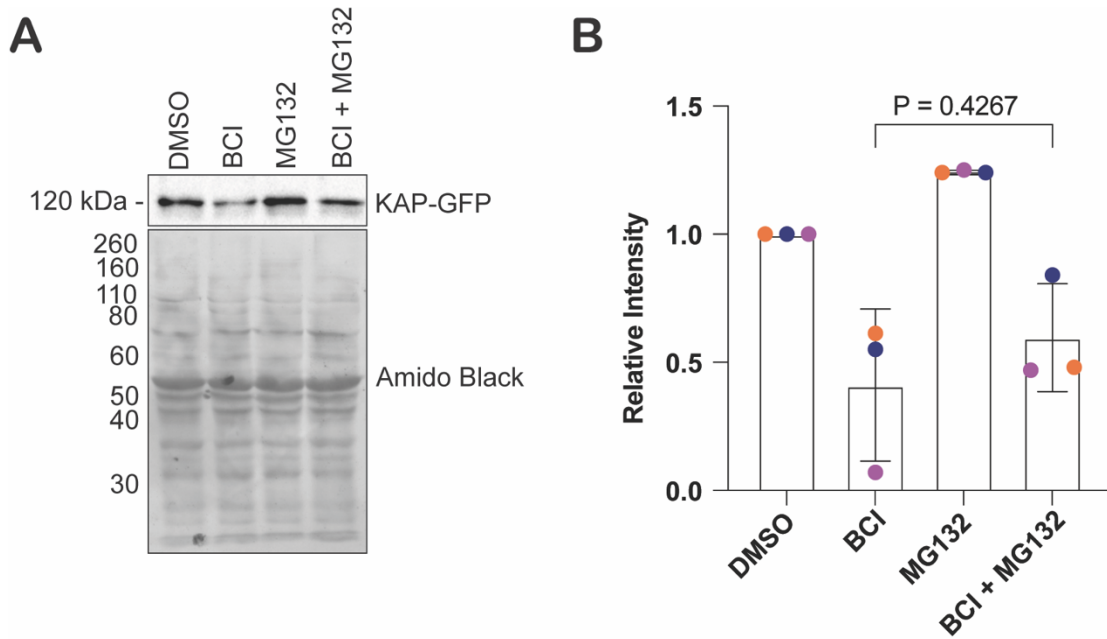 A
DMSO
BCI
MG132
BCI + MG132
120 kDa -
KAP-GFP
260
160
110
80
60
50
40
30
Amido Black
B
P = 0.4267
1.5
1.0
0.5
0.0
Relative Intensity
DMSO
BCI
MG132
BCI + MG132